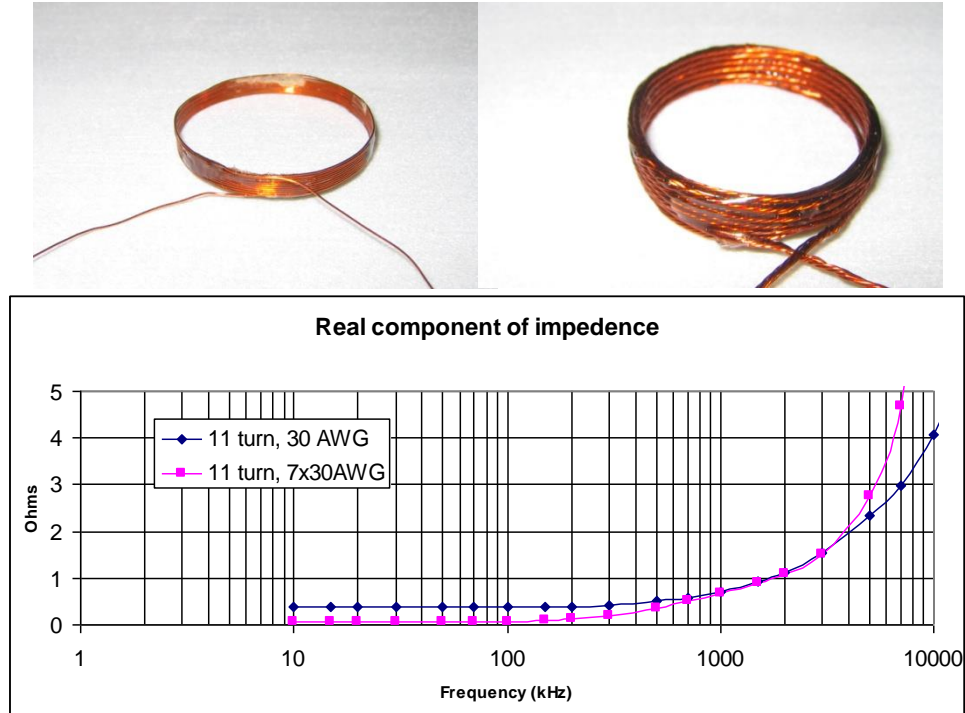 Real component of impedence
5
4
3
2
1
0
Ohms
11 turn, 30 AWG
11 turn, 7x30AWG
1 10 100 1000 10000
Frequency (kHz)